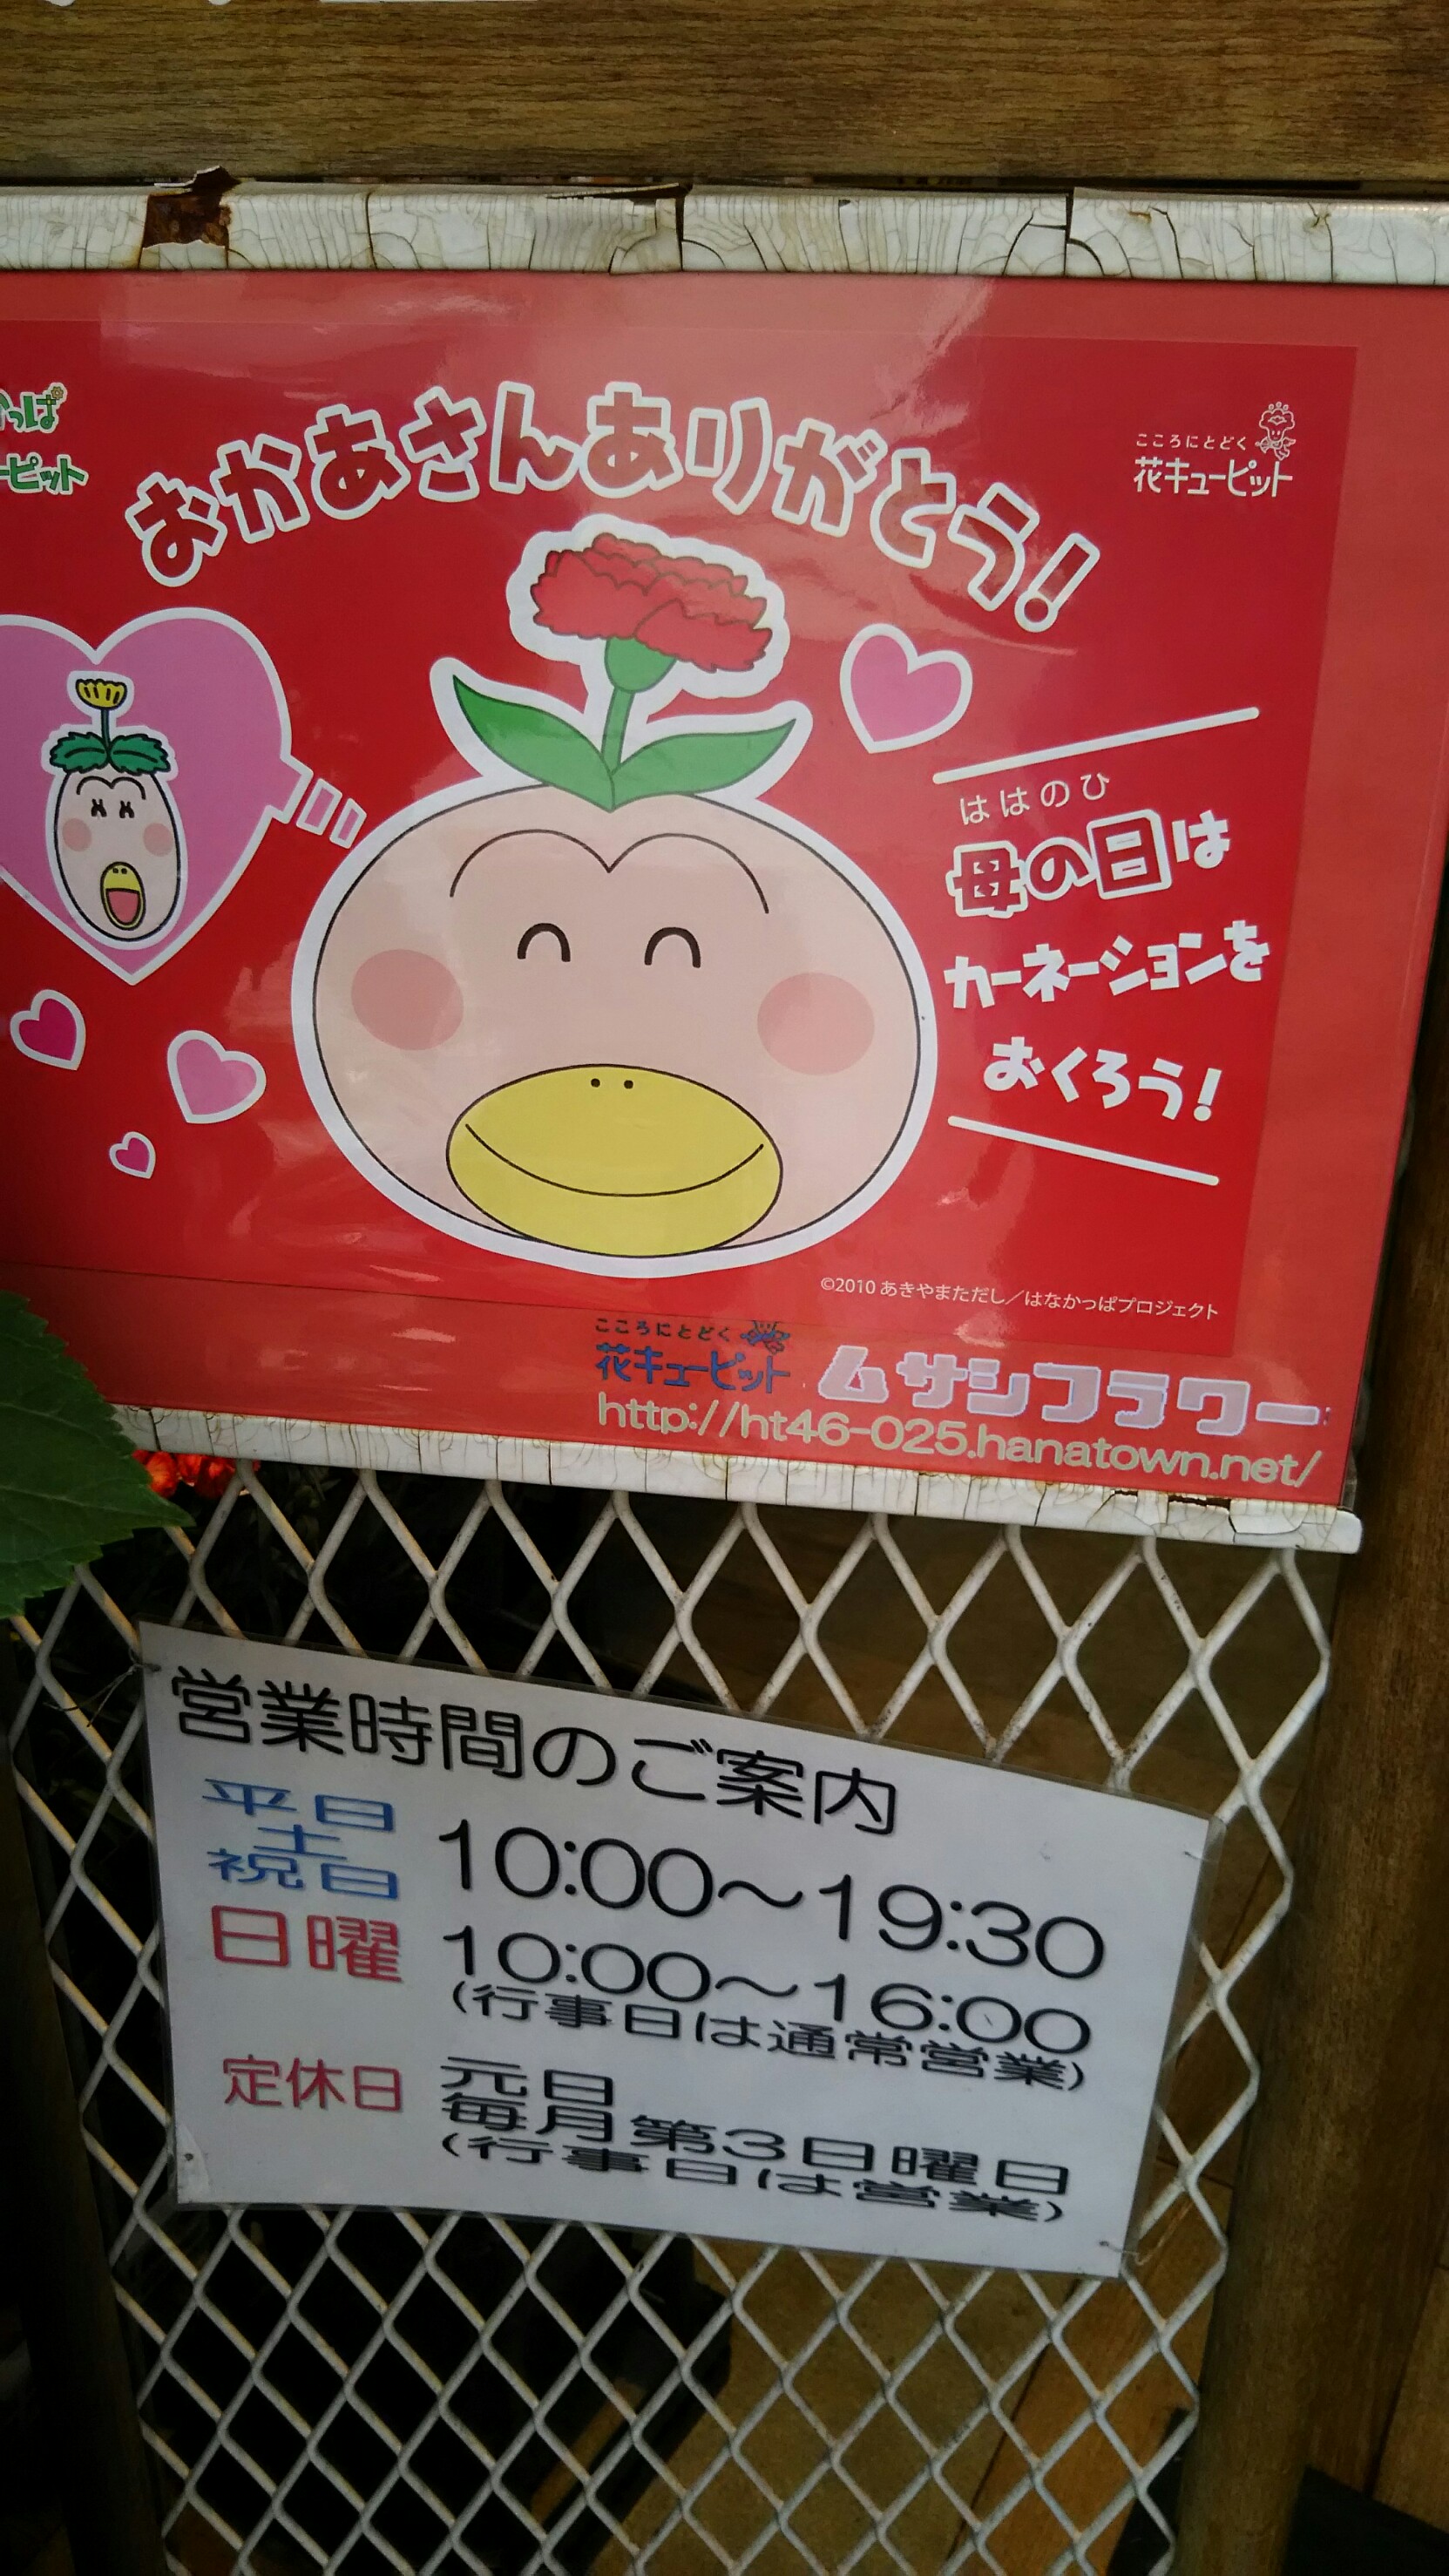 おかあさんありがとう!
こころにとどく
花キューピット
ははのひ
母の日は
カーネーションを
おくろう!
©2010 あきやまただし／はなかっぱプロジェクト
こころにとどく
花キューピット
ムサシフラワー
http://ht46-025.hanatown.net/
営業時間のご案内
平日
土
祝日
10:00～19:30
日曜
10:00～16:00
(行事日は通常営業)
定休日
元日
毎月第3日曜日
(行事日は営業)